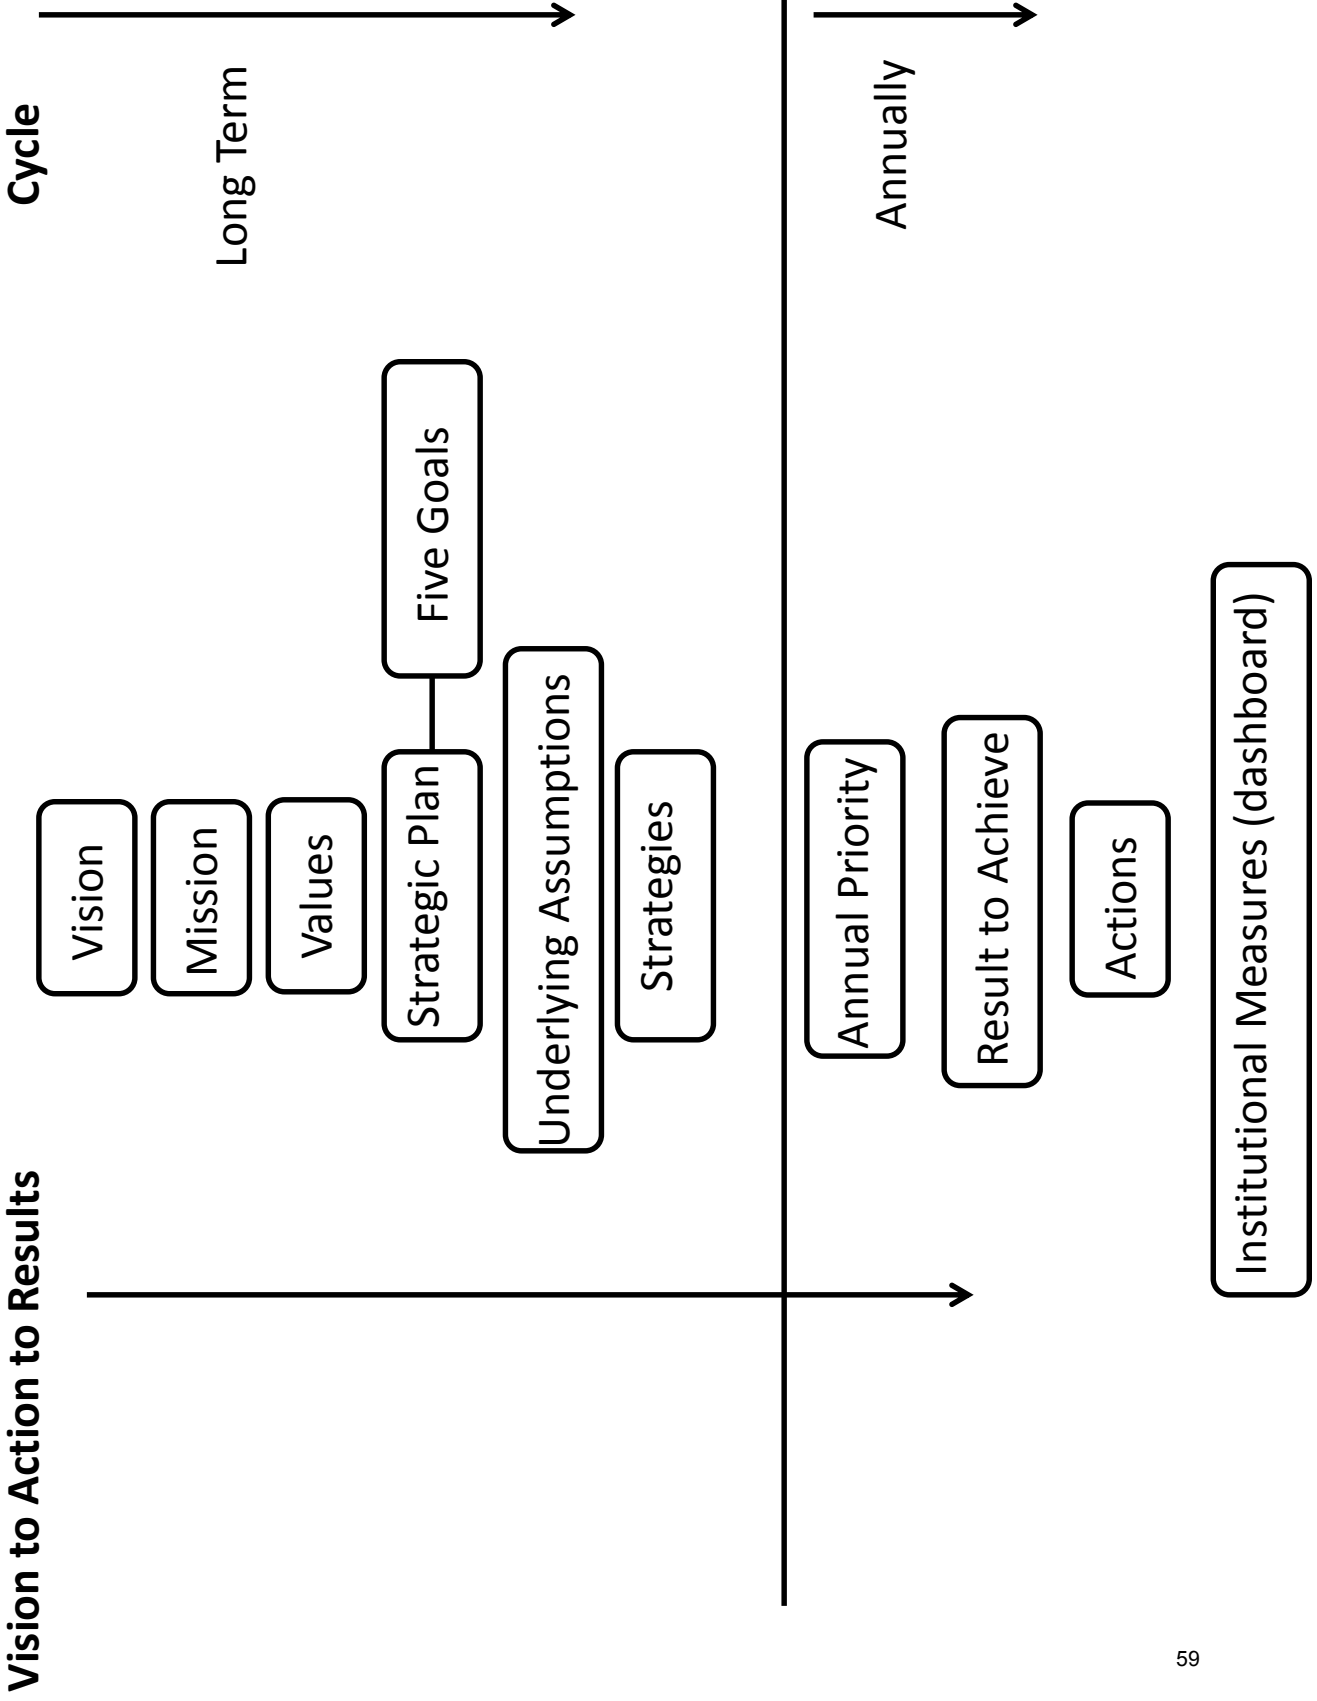 Vision to Action to Results
Cycle
Vision
Long Term
Mission
Values
Strategic Plan
Five Goals
Underlying Assumptions
Strategies
Annual Priority
Annually
Result to Achieve
Actions
Institutional Measures (dashboard)
59